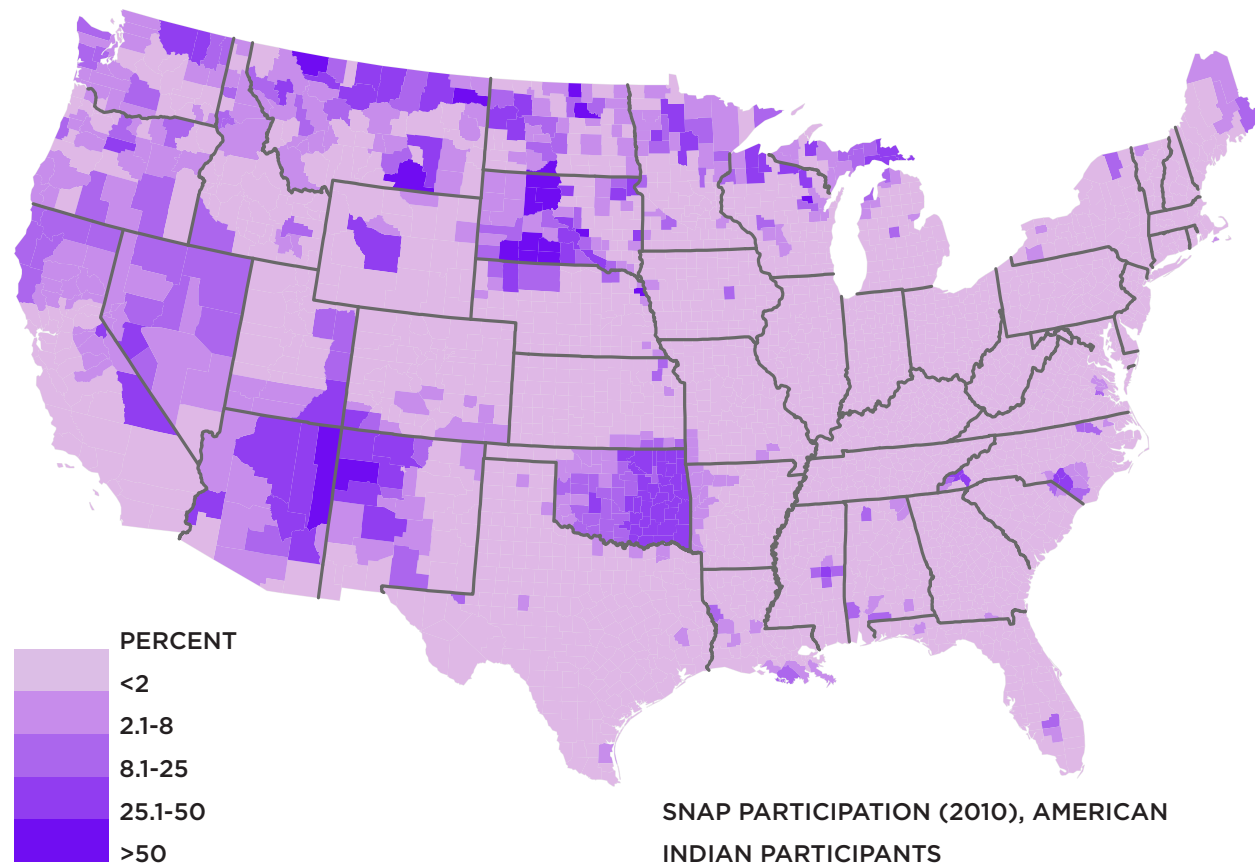 PERCENT
<2
2.1-8
8.1-25
25.1-50
>50
SNAP PARTICIPATION (2010), AMERICAN
INDIAN PARTICIPANTS